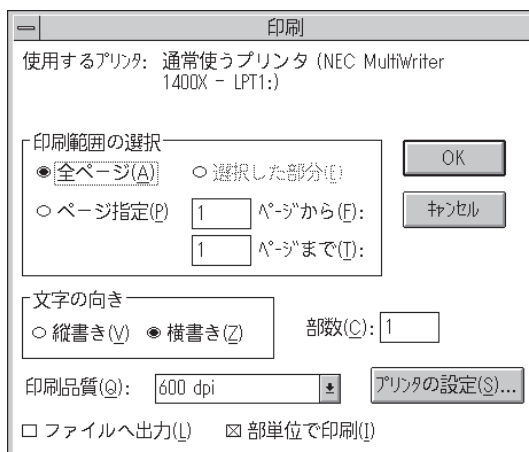 印刷
使用するプリンタ: 通常使うプリンタ (NEC MultiWriter
1400X - LPT1:)
印刷範囲の選択
全ページ(A) 選択した部分(E)
OK
ページ指定(P) 1 ページから(F):
キャンセル
1 ページまで(T):
文字の向き
縦書き(V) 横書き(Z)
部数(C): 1
印刷品質(Q): 600 dpi
プリンタの設定(S)...
ファイルへ出力(L) 部単位で印刷(I)